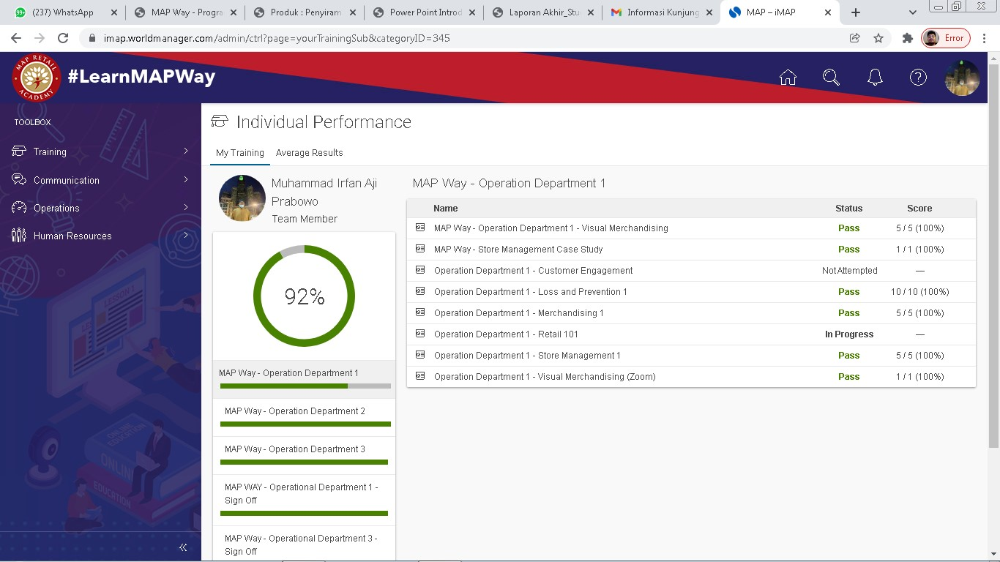 99+
(237) WhatsApp
MAP Way - Progra
Produk : Penyiram
Power Point Introd
Laporan Akhir_Stu
Informasi Kunjung
MAP – iMAP
imap.worldmanager.com/admin/ctrl?page=yourTrainingSub&categoryID=345
Error
MAP RETAIL ACADEMY
#LearnMAPWay
TOOLBOX
Training
Communication
Operations
Human Resources
LESSON 1
ONLINE EDUCATION
ONLINE
EDUCATION
Individual Performance
My Training
Average Results
Muhammad Irfan Aji
Prabowo
Team Member
92%
MAP Way - Operation Department 1
MAP Way - Operation Department 2
MAP Way - Operation Department 3
MAP WAY - Operational Department 1 -
Sign Off
MAP Way - Operational Department 3 -
Sign Off
MAP Way - Operation Department 1
Name Status Score
MAP Way - Operation Department 1 - Visual Merchandising Pass 5 / 5 (100%)
MAP Way - Store Management Case Study Pass 1 / 1 (100%)
Operation Department 1 - Customer Engagement Not Attempted —
Operation Department 1 - Loss and Prevention 1 Pass 10 / 10 (100%)
Operation Department 1 - Merchandising 1 Pass 5 / 5 (100%)
Operation Department 1 - Retail 101 In Progress —
Operation Department 1 - Store Management 1 Pass 5 / 5 (100%)
Operation Department 1 - Visual Merchandising (Zoom) Pass 1 / 1 (100%)